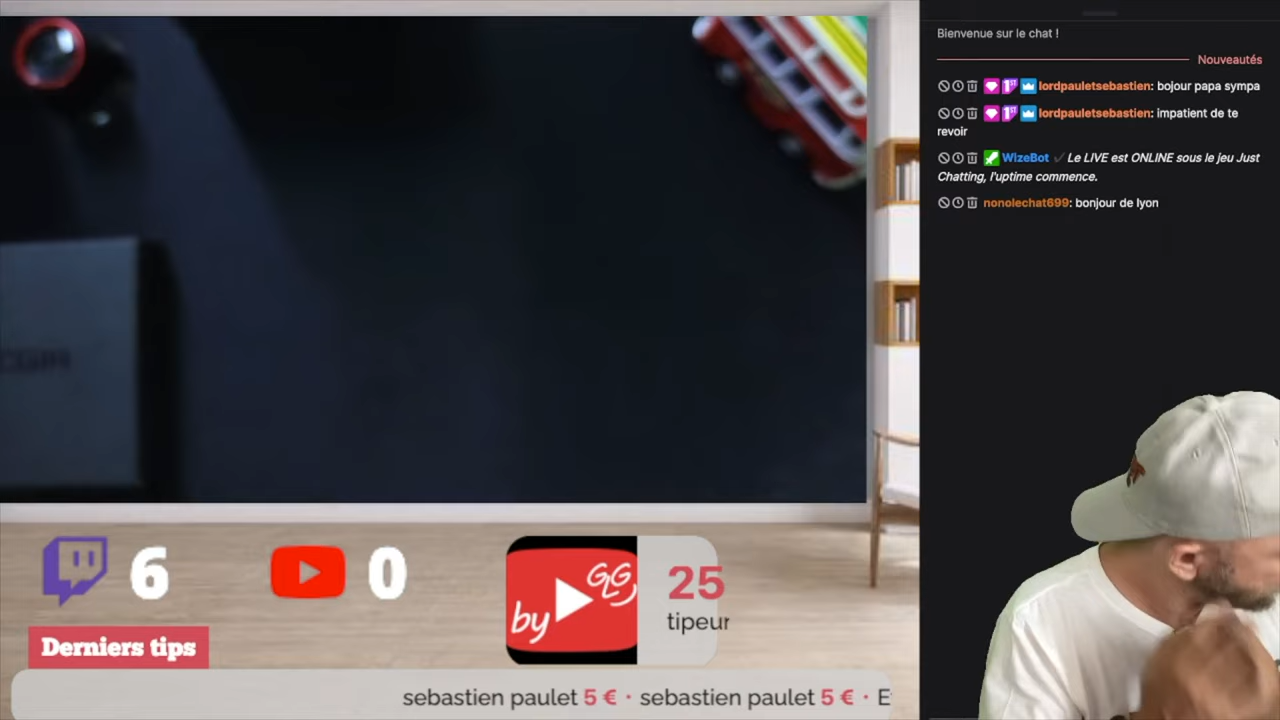 Bienvenue sur le chat !
Nouveautés
lordpauletsebastien: bojour papa sympa
lordpauletsebastien: impatient de te
revoir
WizeBot ✓ Le LIVE est ONLINE sous le jeu Just
Chatting, l'uptime commence.
nonolechat699: bonjour de lyon
6
0
by GLG
25
tipeur
Derniers tips
sebastien paulet 5 € · sebastien paulet 5 € · E